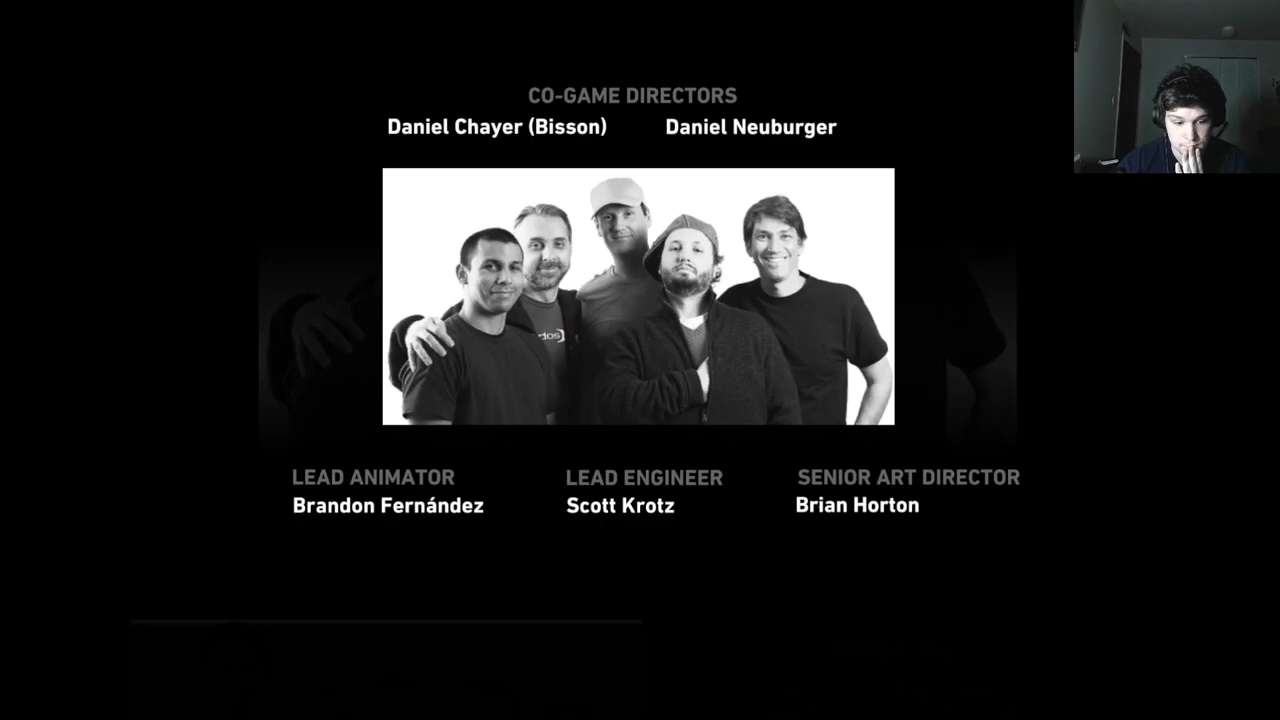 CO-GAME DIRECTORS
Daniel Chayer (Bisson) Daniel Neuburger
LEAD ANIMATOR LEAD ENGINEER SENIOR ART DIRECTOR
Brandon Fernández Scott Krotz Brian Horton